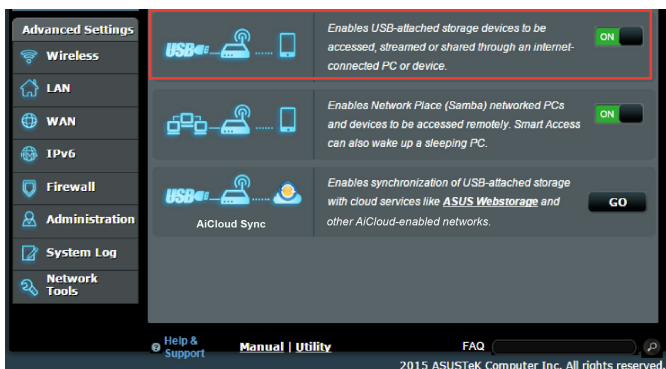 Advanced Settings
Wireless
LAN
WAN
IPv6
Firewall
Administration
System Log
Network
Tools
USB
Enables USB-attached storage devices to be
accessed, streamed or shared through an internet-
connected PC or device.
ON
Enables Network Place (Samba) networked PCs
and devices to be accessed remotely. Smart Access
can also wake up a sleeping PC.
ON
USB
AiCloud Sync
Enables synchronization of USB-attached storage
with cloud services like ASUS Webstorage and
other AiCloud-enabled networks.
GO
Help &
Support
Manual | Utility
FAQ
2015 ASUSTeK Computer Inc. All rights reserved.